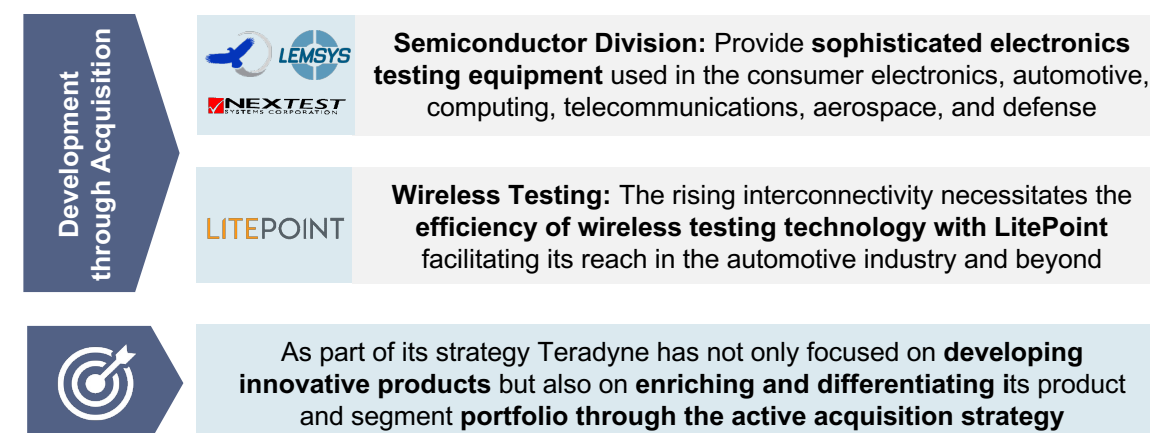 Development
through Acquisition
LEMSYS
NEXTEST
SYSTEMS CORPORATION
Semiconductor Division: Provide sophisticated electronics
testing equipment used in the consumer electronics, automotive,
computing, telecommunications, aerospace, and defense
LITEPOINT
Wireless Testing: The rising interconnectivity necessitates the
efficiency of wireless testing technology with LitePoint
facilitating its reach in the automotive industry and beyond
As part of its strategy Teradyne has not only focused on developing
innovative products but also on enriching and differentiating its product
and segment portfolio through the active acquisition strategy